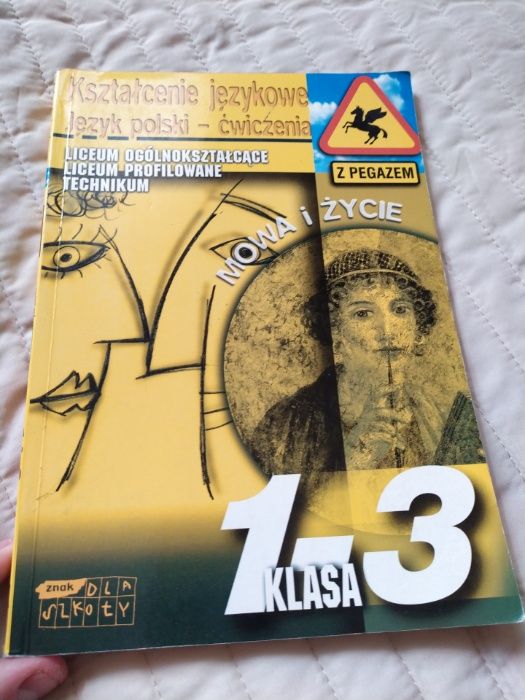 Kształcenie językowe
Język polski – ćwiczenia
LICEUM OGÓLNOKSZTAŁCĄCE
LICEUM PROFILOWANE
TECHNIKUM
Z PEGAZEM
MOWA i ŻYCIE
1-3
KLASA
znak DLA
SZKOŁY